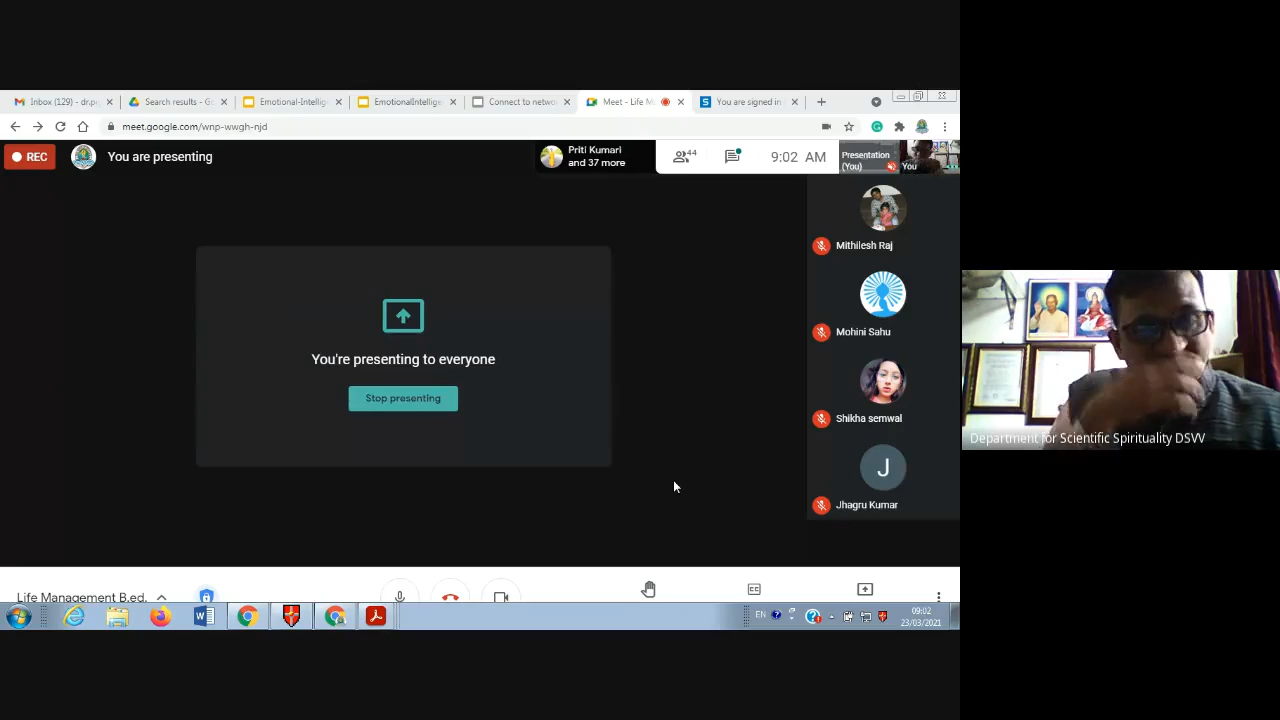 Inbox (129) - dr.p
Search results - G
Emotional-Intellig
EmotionalIntellige
Connect to netwo
Meet - Life M
You are signed in
meet.google.com/wnp-wwgh-njd
REC
You are presenting
Priti Kumari
and 37 more
44
9:02 AM
Presentation
(You)
You
Mithilesh Raj
Mohini Sahu
Shikha semwal
J
Jhagru Kumar
You're presenting to everyone
Stop presenting
Department for Scientific Spirituality DSVV
Life Management B.ed.
CC
EN
09:02
23/03/2021